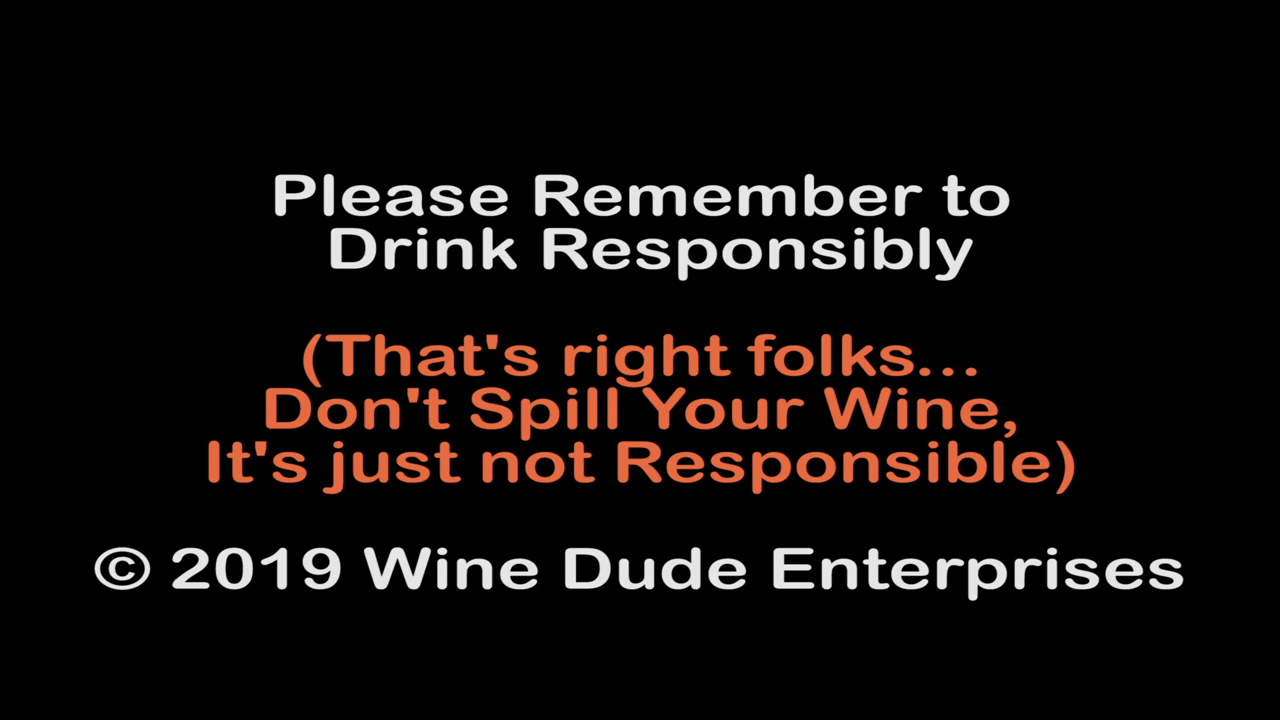 Please Remember to
Drink Responsibly
(That's right folks...
Don't Spill Your Wine,
It's just not Responsible)
© 2019 Wine Dude Enterprises